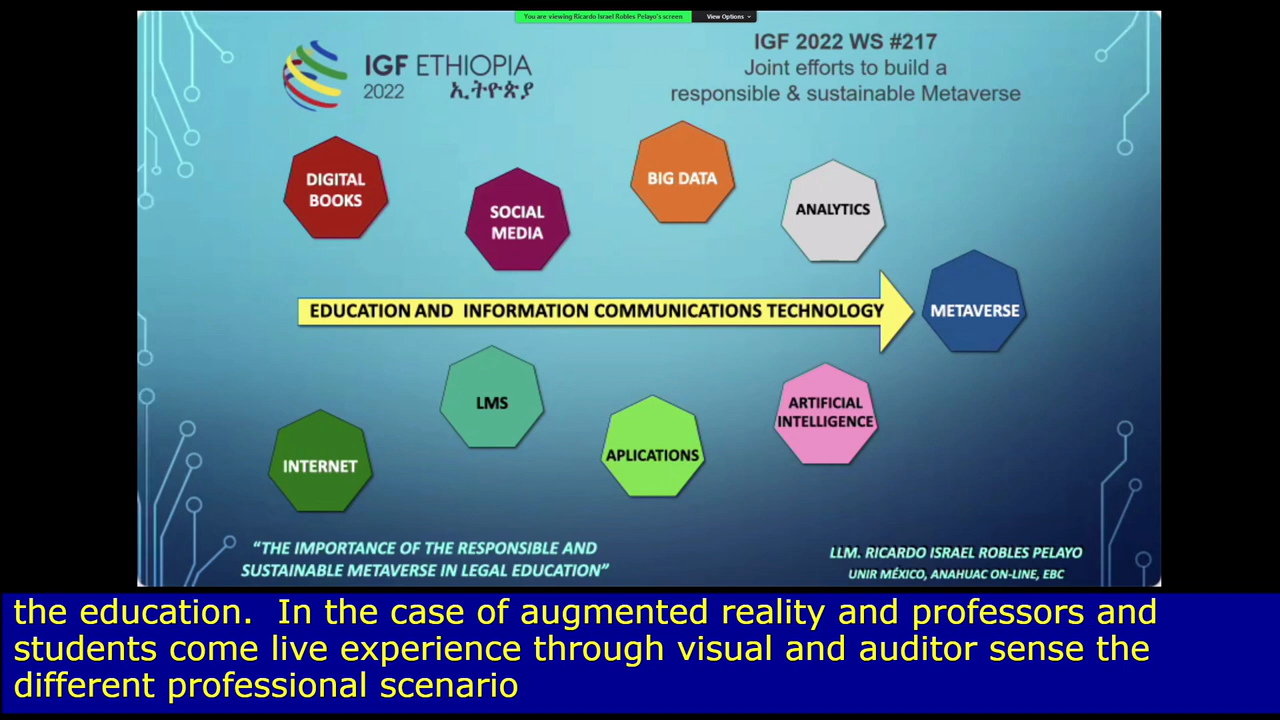 You are viewing Ricardo Israel Robles Pelayo's screen
View Options
IGF ETHIOPIA
2022 ኢትዮጵያ
IGF 2022 WS #217
Joint efforts to build a
responsible & sustainable Metaverse
DIGITAL
BOOKS
SOCIAL
MEDIA
BIG DATA
ANALYTICS
EDUCATION AND INFORMATION COMMUNICATIONS TECHNOLOGY
METAVERSE
LMS
ARTIFICIAL
INTELLIGENCE
INTERNET
APLICATIONS
“THE IMPORTANCE OF THE RESPONSIBLE AND
SUSTAINABLE METAVERSE IN LEGAL EDUCATION”
LLM. RICARDO ISRAEL ROBLES PELAYO
UNIR MÉXICO, ANAHUAC ON-LINE, EBC
the education.  In the case of augmented reality and professors and
students come live experience through visual and auditor sense the
different professional scenario